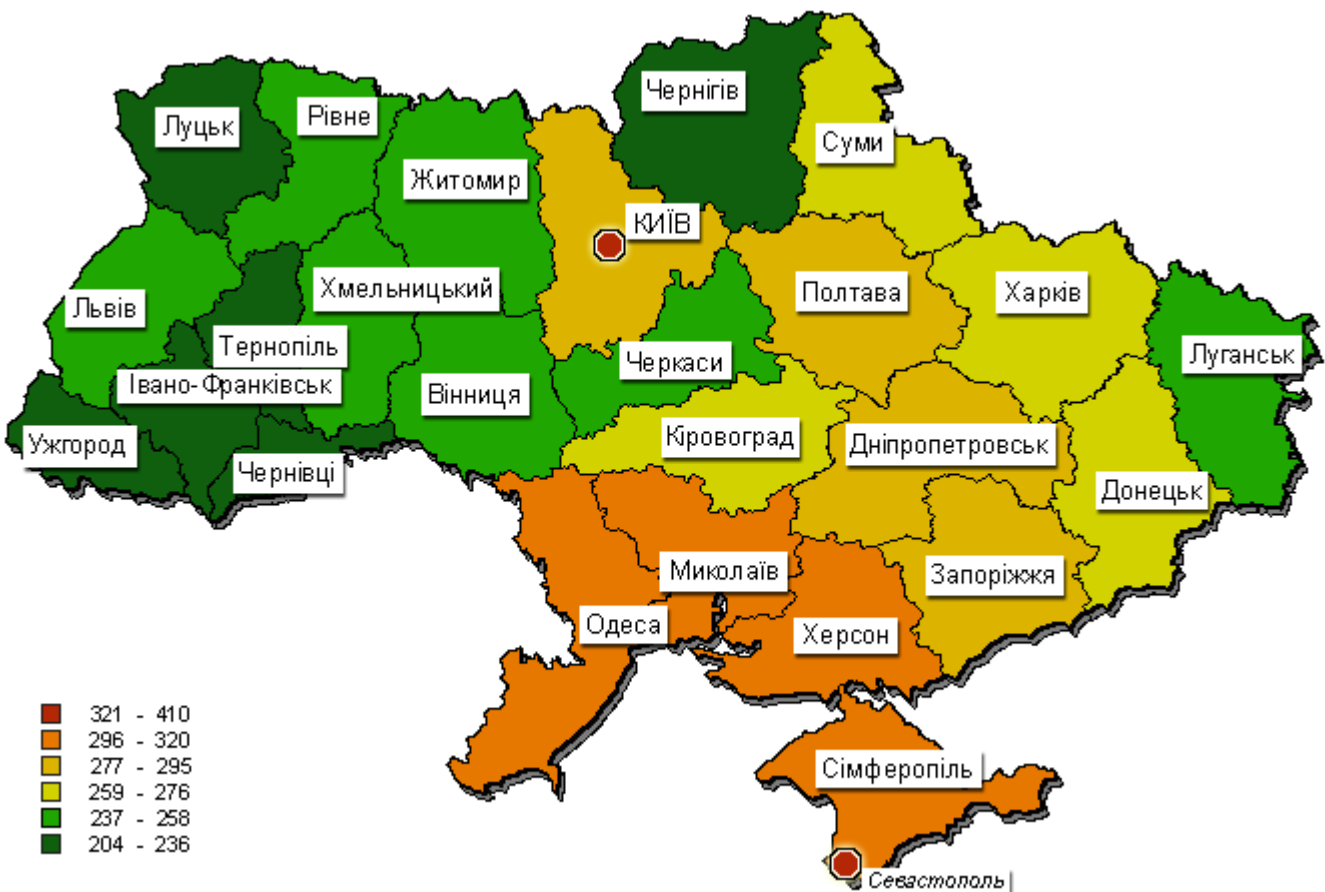 Чернігів
Луцьк
Рівне
Суми
Житомир
КИЇВ
Хмельницький
Полтава
Харків
Львів
Тернопіль
Черкаси
Луганськ
Івано-Франківськ
Вінниця
Ужгород
Кіровоград
Дніпропетровськ
Чернівці
Донецьк
Миколаїв
Запоріжжя
Одеса
Херсон
321 - 410
296 - 320
277 - 295
259 - 276
237 - 258
204 - 236
Сімферопіль
Севастополь